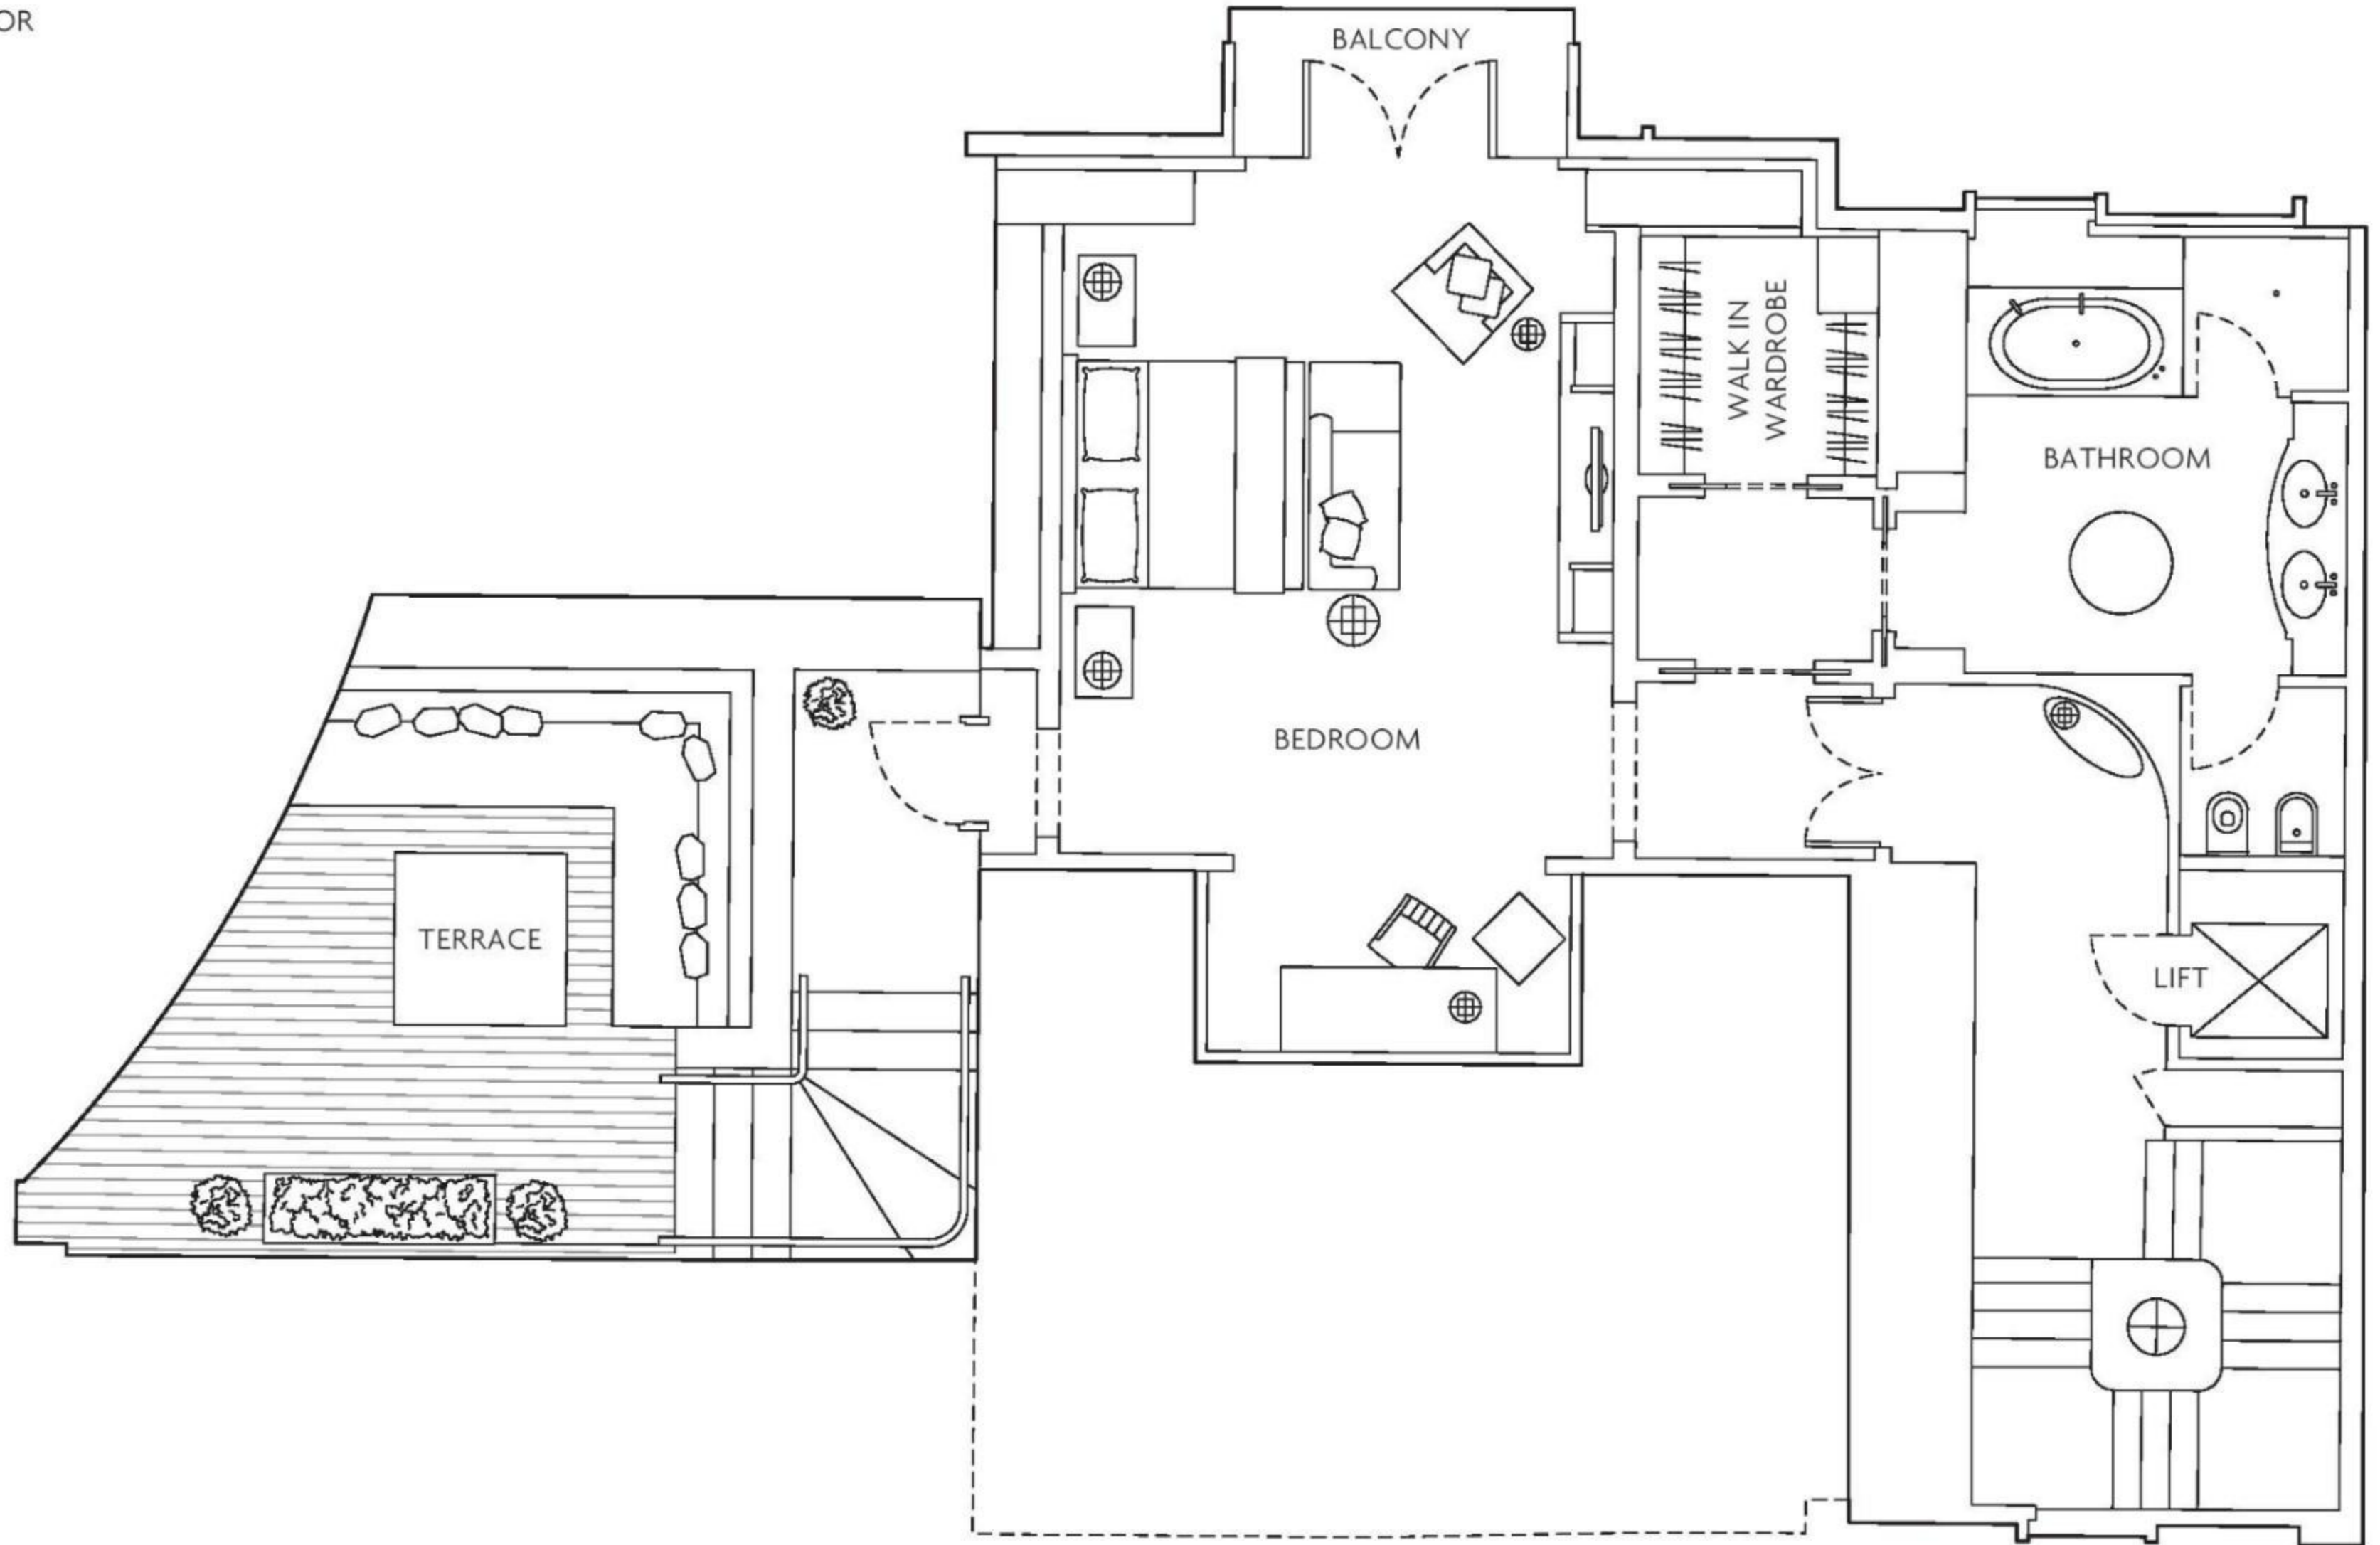 OR
BALCONY
WALK IN
WARDROBE
BATHROOM
BEDROOM
TERRACE
LIFT